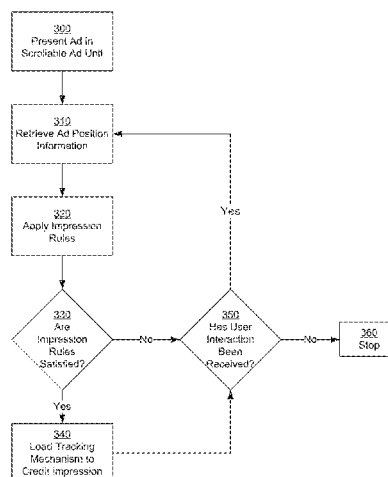 300
Present Ad in
Scrollable Ad Unit
310
Retrieve Ad Position
Information
320
Apply Impression
Rules
330
Are
Impression
Rules
Satisfied?
No
350
Has User
Interaction
Been
Received?
Yes
No
360
Stop
Yes
340
Load Tracking
Mechanism to
Credit Impression